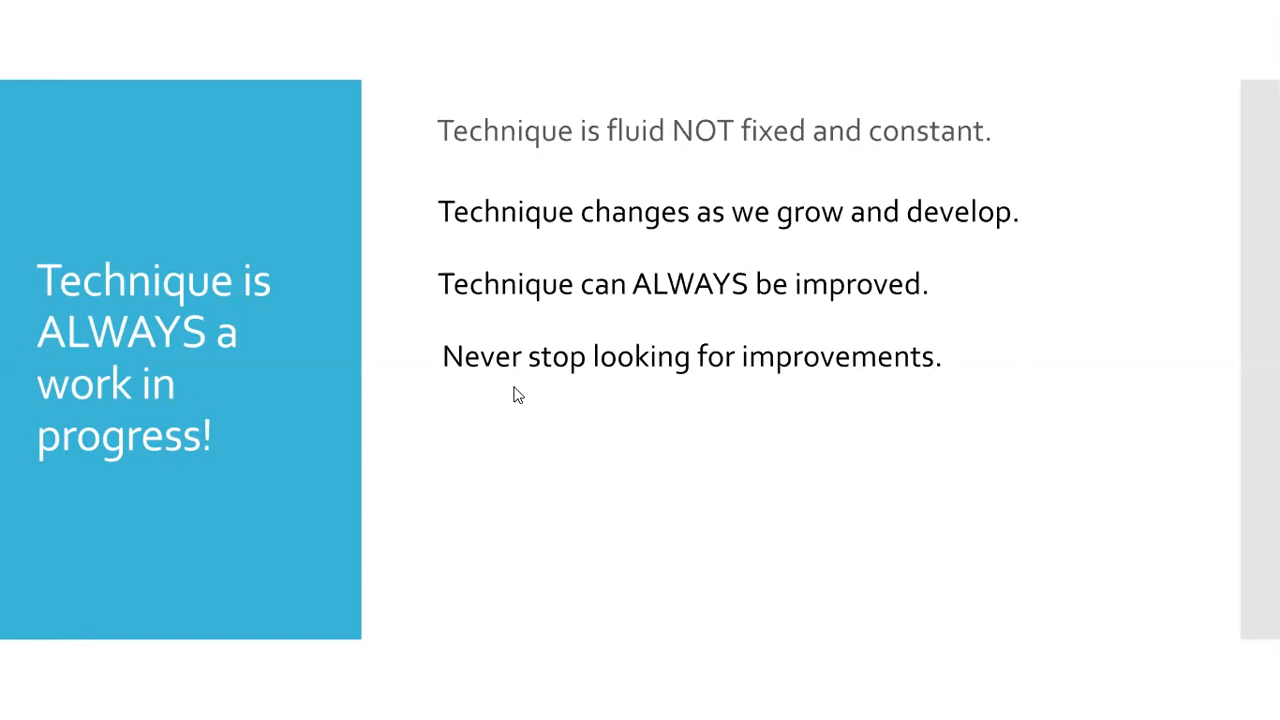 Technique is
ALWAYS a
work in
progress!
Technique is fluid NOT fixed and constant.
Technique changes as we grow and develop.
Technique can ALWAYS be improved.
Never stop looking for improvements.